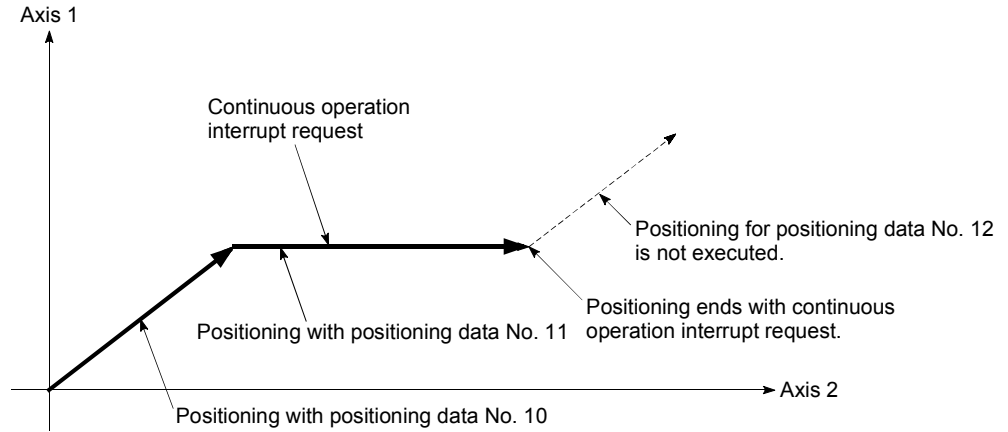 Axis 1
Continuous operation
interrupt request
Positioning for positioning data No. 12
is not executed.
Positioning ends with continuous
operation interrupt request.
Positioning with positioning data No. 11
Axis 2
Positioning with positioning data No. 10